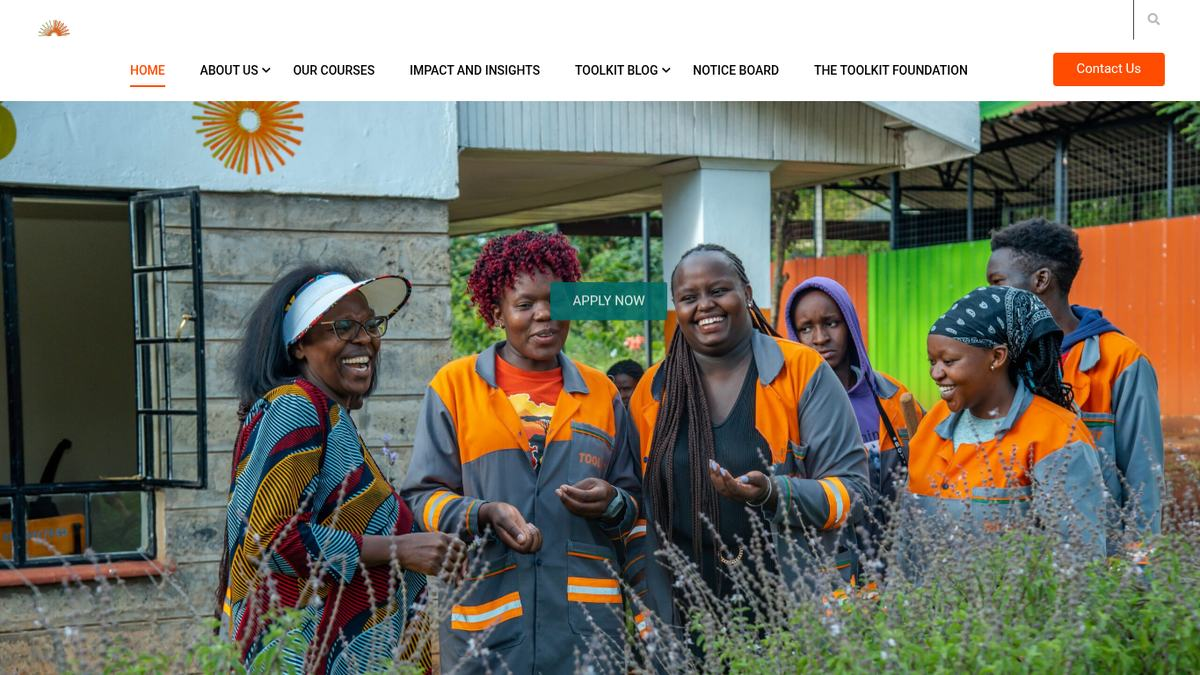 HOME
ABOUT US
OUR COURSES
IMPACT AND INSIGHTS
TOOLKIT BLOG
NOTICE BOARD
THE TOOLKIT FOUNDATION
Contact Us
APPLY NOW